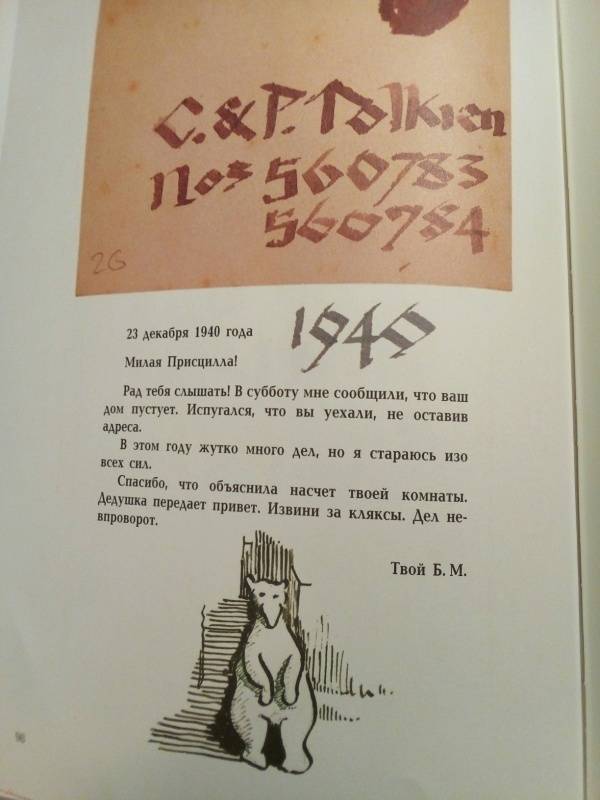 C. & P. Tolkien
Nos 560783
560784
2G
1940
23 декабря 1940 года
Милая Присцилла!
Рад тебя слышать! В субботу мне сообщили, что ваш
дом пустует. Испугался, что вы уехали, не оставив
адреса.
В этом году жутко много дел, но я стараюсь изо
всех сил.
Спасибо, что объяснила насчет твоей комнаты.
Дедушка передает привет. Извини за кляксы. Дел не-
впроворот.
Твой Б. М.